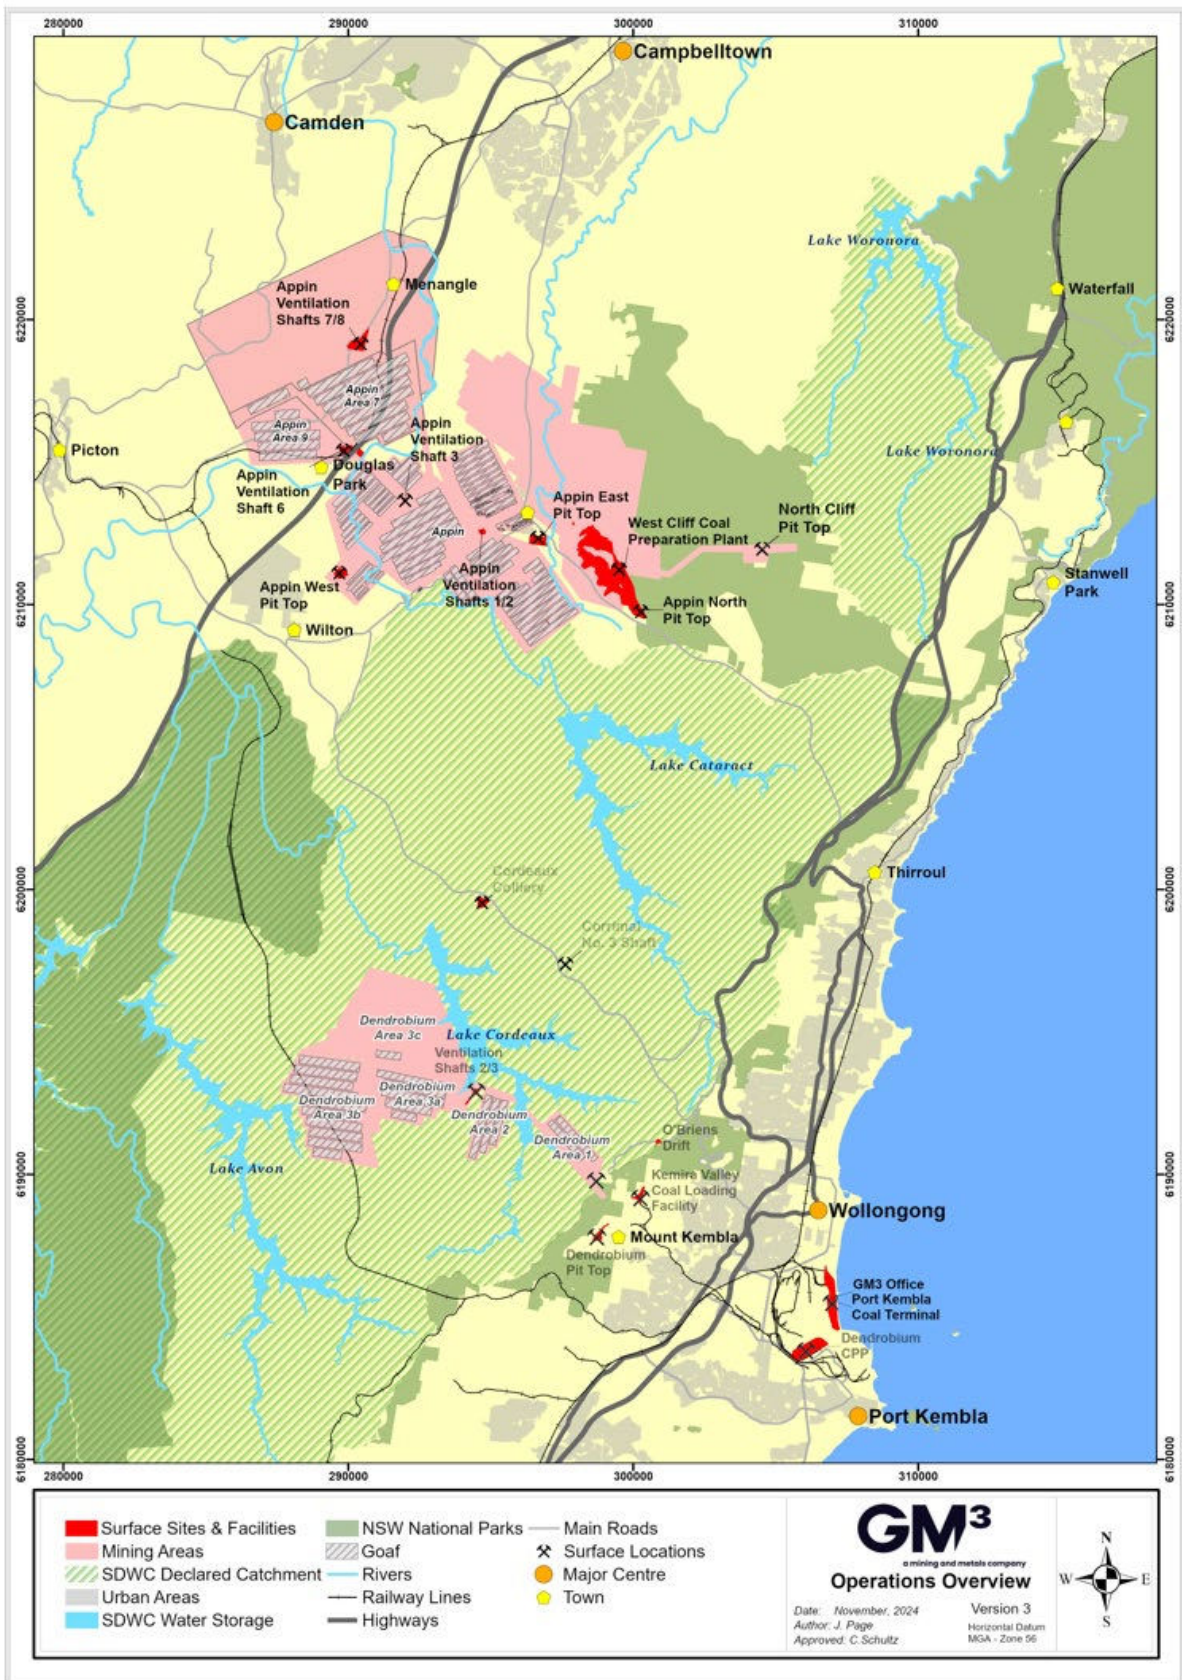 280000
290000
300000
310000
Campbelltown
Camden
Lake Woronora
Menangle
Waterfall
Appin
Ventilation
Shafts 7/8
6220000
6220000
Appin
Area 7
Appin
Area 9
Appin
Ventilation
Shaft 3
Picton
Lake Woronora
Douglas
Park
Appin
Ventilation
Shaft 6
Appin East
Pit Top
North Cliff
Pit Top
West Cliff Coal
Preparation Plant
Appin
Appin
Ventilation
Shafts 1/2
Stanwell
Park
Appin West
Pit Top
Appin North
Pit Top
6210000
6210000
Wilton
Lake Cataract
Cordeaux
Colliery
Thirroul
6200000
6200000
Corrimal
No. 3 Shaft
Dendrobium
Area 3c
Lake Cordeaux
Ventilation
Shafts 2/3
Dendrobium
Area 3a
Dendrobium
Area 3b
Dendrobium
Area 2
Dendrobium
Area 1
O'Briens
Drift
Lake Avon
6190000
6190000
Kemira Valley
Coal Loading
Facility
Wollongong
Mount Kembla
Dendrobium
Pit Top
GM3 Office
Port Kembla
Coal Terminal
Dendrobium
CPP
Port Kembla
6180000
6180000
280000
290000
300000
310000
Surface Sites & Facilities
Mining Areas
SDWC Declared Catchment
Urban Areas
SDWC Water Storage
NSW National Parks
Goaf
Rivers
Railway Lines
Highways
Main Roads
Surface Locations
Major Centre
Town
GM³
a mining and metals company
Operations Overview
Date: November, 2024
Author: J. Page
Approved: C.Schultz
Version 3
Horizontal Datum
MGA - Zone 56
N
W
E
S